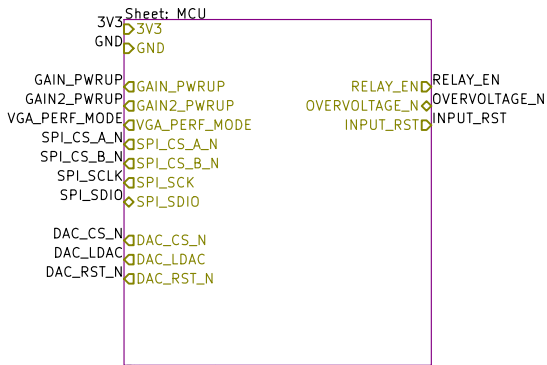 Sheet: MCU
3V3 3V3
GND GND
GAIN_PWRUP GAIN_PWRUP RELAY_EN RELAY_EN
GAIN2_PWRUP GAIN2_PWRUP OVERVOLTAGE_N OVERVOLTAGE_N
VGA_PERF_MODE VGA_PERF_MODE INPUT_RST INPUT_RST
SPI_CS_A_N SPI_CS_A_N
SPI_CS_B_N SPI_CS_B_N
SPI_SCLK SPI_SCK
SPI_SDIO SPI_SDIO
DAC_CS_N DAC_CS_N
DAC_LDAC DAC_LDAC
DAC_RST_N DAC_RST_N